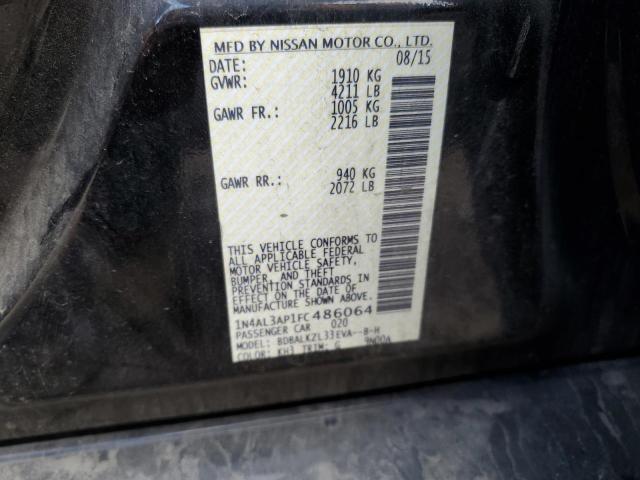 MFD BY NISSAN MOTOR CO., LTD.
DATE: 08/15
GVWR: 1910 KG
4211 LB
GAWR FR.: 1005 KG
2216 LB
GAWR RR.: 940 KG
2072 LB
THIS VEHICLE CONFORMS TO
ALL APPLICABLE FEDERAL
MOTOR VEHICLE SAFETY,
BUMPER, AND THEFT
PREVENTION STANDARDS IN
EFFECT ON THE DATE OF
MANUFACTURE SHOWN ABOVE.
1N4AL3AP1FC486064
PASSENGER CAR 020
MODEL: BDBALKZL33EVA--B-H
COLOR: KH3 TRIM: G 9N00A